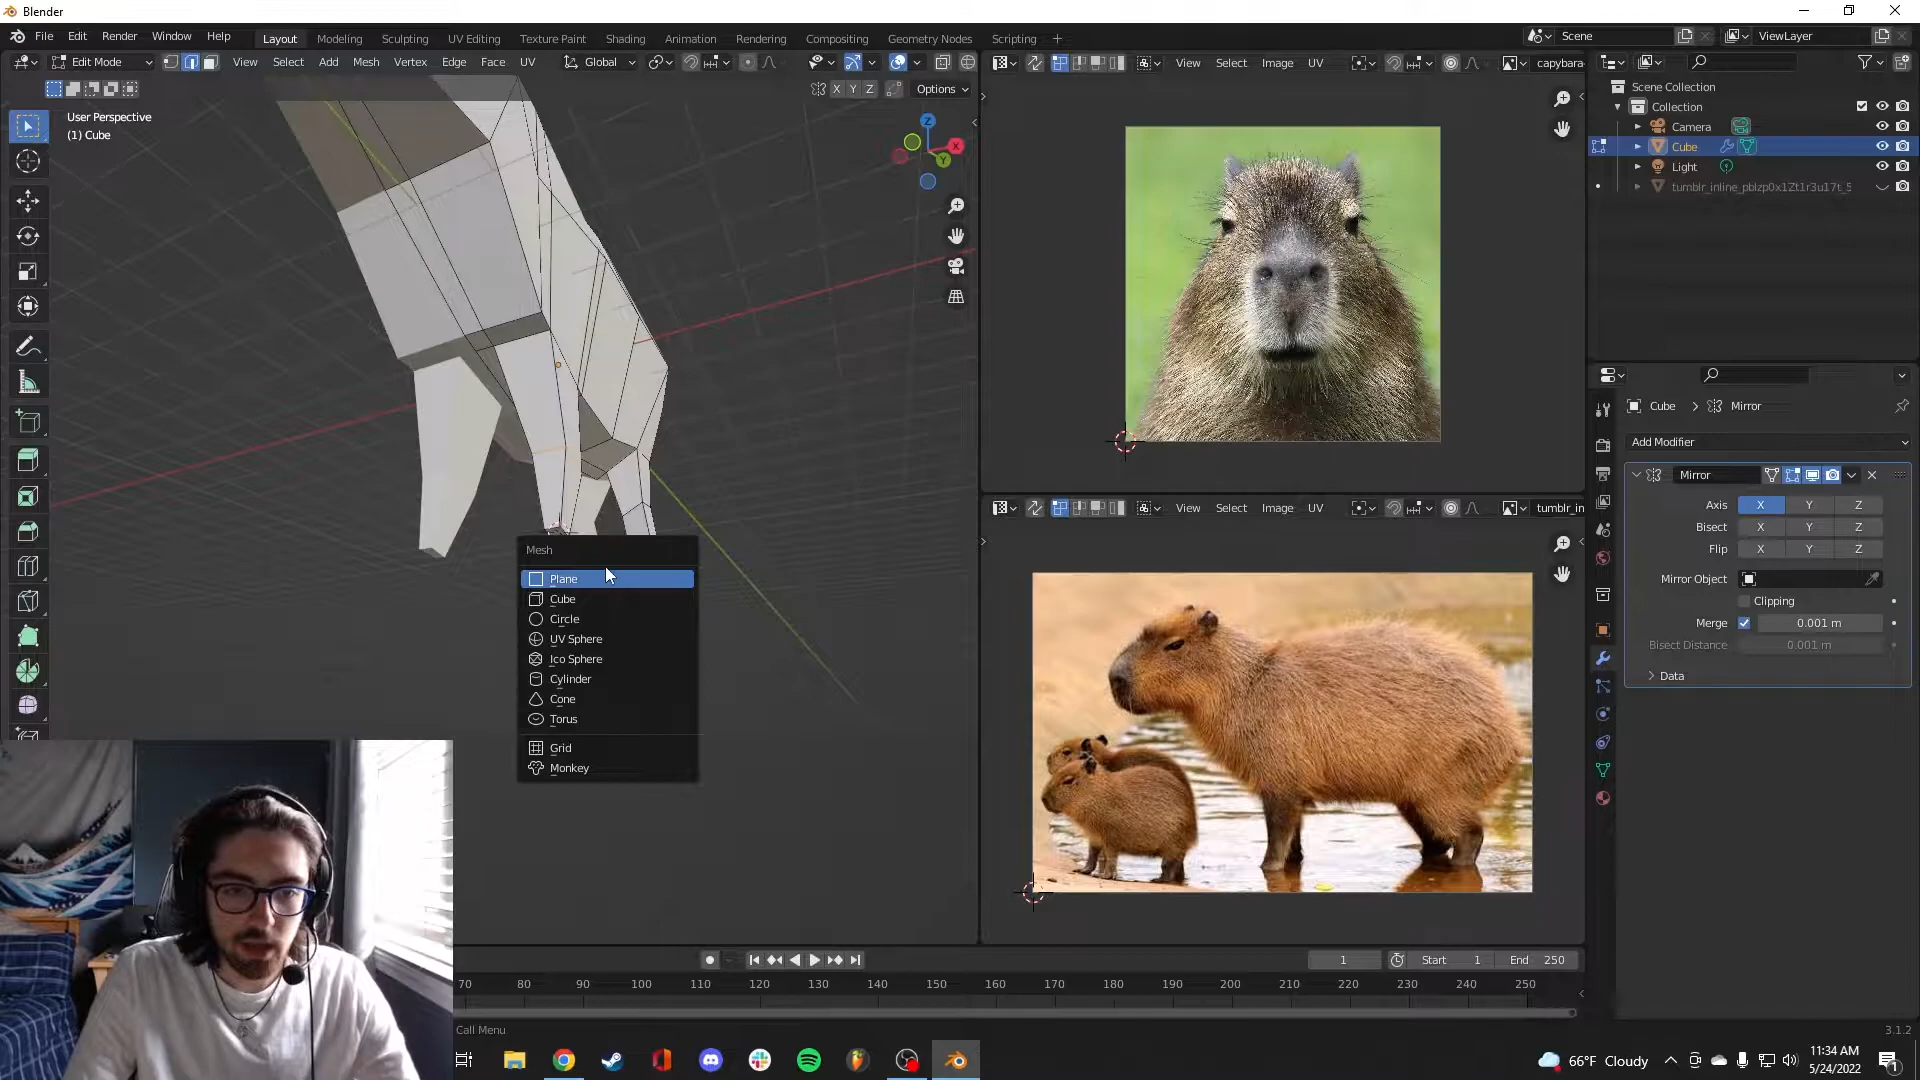 Blender
File Edit Render Window Help
Layout Modeling Sculpting UV Editing Texture Paint Shading Animation Rendering Compositing Geometry Nodes Scripting +
Scene
ViewLayer
Edit Mode
View Select Add Mesh Vertex Edge Face UV
Global
View Select Image UV
capybara
X Y Z
Options
User Perspective
(1) Cube
Z
X
Y
Scene Collection
Collection
Camera
Cube
Light
tumblr_inline_pblzp0x1Zt1r3u17t_5
Cube > Mirror
Add Modifier
Mirror
Axis X Y Z
Bisect X Y Z
Flip X Y Z
Mirror Object
Clipping
Merge 0.001 m
Bisect Distance 0.001 m
Data
View Select Image UV
tumblr_in
Mesh
Plane
Cube
Circle
UV Sphere
Ico Sphere
Cylinder
Cone
Torus
Grid
Monkey
1
Start 1
End 250
70 80 90 100 110 120 130 140 150 160 170 180 190 200 210 220 230 240 250
Call Menu
3.1.2
66°F Cloudy
11:34 AM
5/24/2022
1